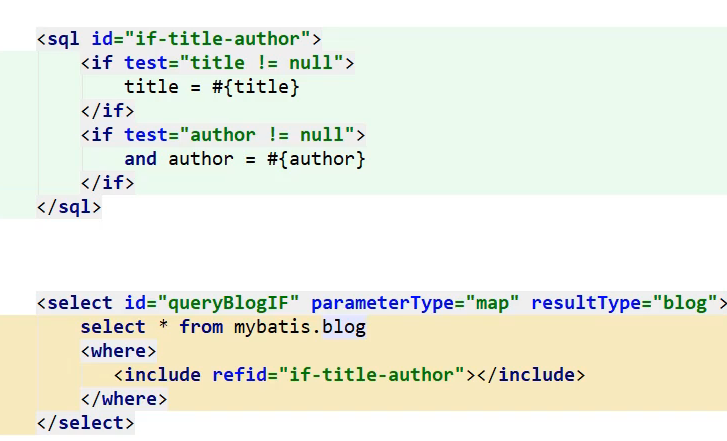 <sql id="if-title-author">
<if test="title != null">
title = #{title}
</if>
<if test="author != null">
and author = #{author}
</if>
</sql>
<select id="queryBlogIF" parameterType="map" resultType="blog">
select * from mybatis.blog
<where>
<include refid="if-title-author"></include>
</where>
</select>